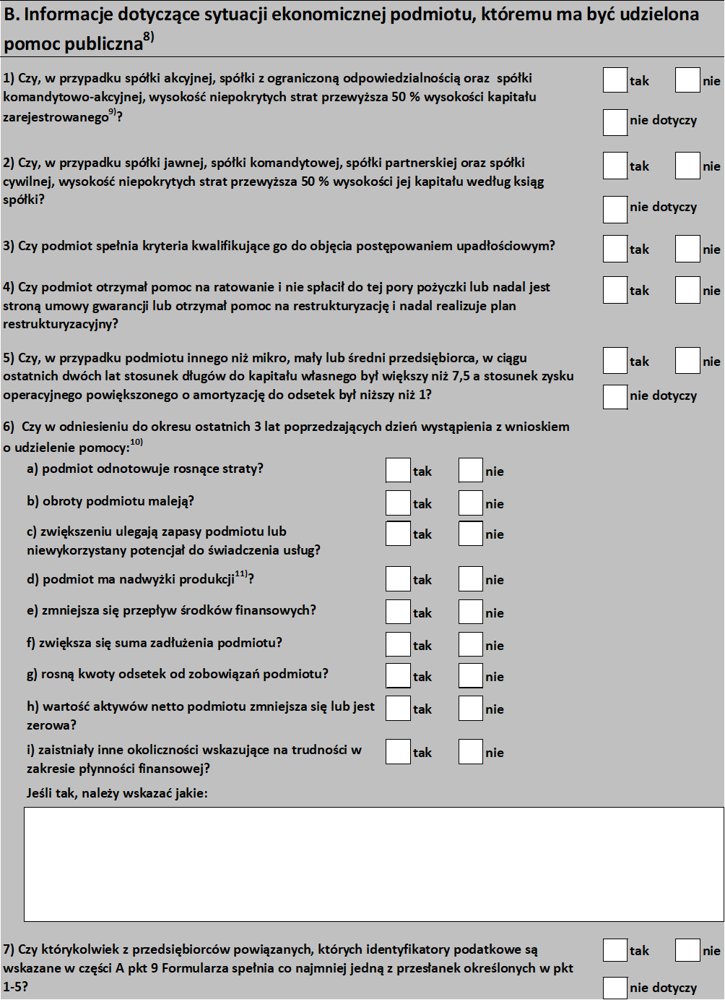 B. Informacje dotyczące sytuacji ekonomicznej podmiotu, któremu ma być udzielona
pomoc publiczna8)
1) Czy, w przypadku spółki akcyjnej, spółki z ograniczoną odpowiedzialnością oraz spółki
komandytowo-akcyjnej, wysokość niepokrytych strat przewyższa 50 % wysokości kapitału
zarejestrowanego9)?
tak nie
nie dotyczy
2) Czy, w przypadku spółki jawnej, spółki komandytowej, spółki partnerskiej oraz spółki
cywilnej, wysokość niepokrytych strat przewyższa 50 % wysokości jej kapitału według ksiąg
spółki?
tak nie
nie dotyczy
3) Czy podmiot spełnia kryteria kwalifikujące go do objęcia postępowaniem upadłościowym?
tak nie
4) Czy podmiot otrzymał pomoc na ratowanie i nie spłacił do tej pory pożyczki lub nadal jest
stroną umowy gwarancji lub otrzymał pomoc na restrukturyzację i nadal realizuje plan
restrukturyzacyjny?
tak nie
5) Czy, w przypadku podmiotu innego niż mikro, mały lub średni przedsiębiorca, w ciągu
ostatnich dwóch lat stosunek długów do kapitału własnego był większy niż 7,5 a stosunek zysku
operacyjnego powiększonego o amortyzację do odsetek był niższy niż 1?
tak nie
nie dotyczy
6) Czy w odniesieniu do okresu ostatnich 3 lat poprzedzających dzień wystąpienia z wnioskiem
o udzielenie pomocy:10)
a) podmiot odnotowuje rosnące straty?
tak nie
b) obroty podmiotu maleją?
tak nie
c) zwiększeniu ulegają zapasy podmiotu lub
niewykorzystany potencjał do świadczenia usług?
tak nie
d) podmiot ma nadwyżki produkcji11)?
tak nie
e) zmniejsza się przepływ środków finansowych?
tak nie
f) zwiększa się suma zadłużenia podmiotu?
tak nie
g) rosną kwoty odsetek od zobowiązań podmiotu?
tak nie
h) wartość aktywów netto podmiotu zmniejsza się lub jest
zerowa?
tak nie
i) zaistniały inne okoliczności wskazujące na trudności w
zakresie płynności finansowej?
tak nie
Jeśli tak, należy wskazać jakie:
7) Czy którykolwiek z przedsiębiorców powiązanych, których identyfikatory podatkowe są
wskazane w części A pkt 9 Formularza spełnia co najmniej jedną z przesłanek określonych w pkt
1-5?
tak nie
nie dotyczy